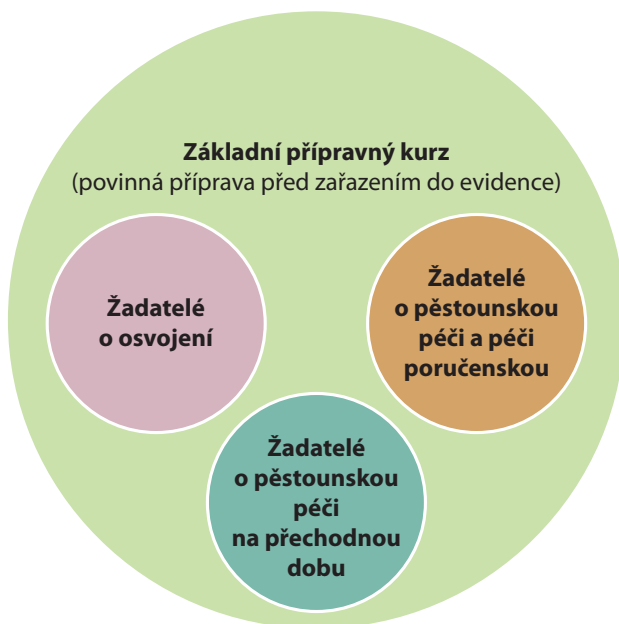 Základní přípravný kurz
(povinná příprava před zařazením do evidence)
Žadatelé
o osvojení
Žadatelé
o pěstounskou
péči a péči
poručenskou
Žadatelé
o pěstounskou
péči
na přechodnou
dobu